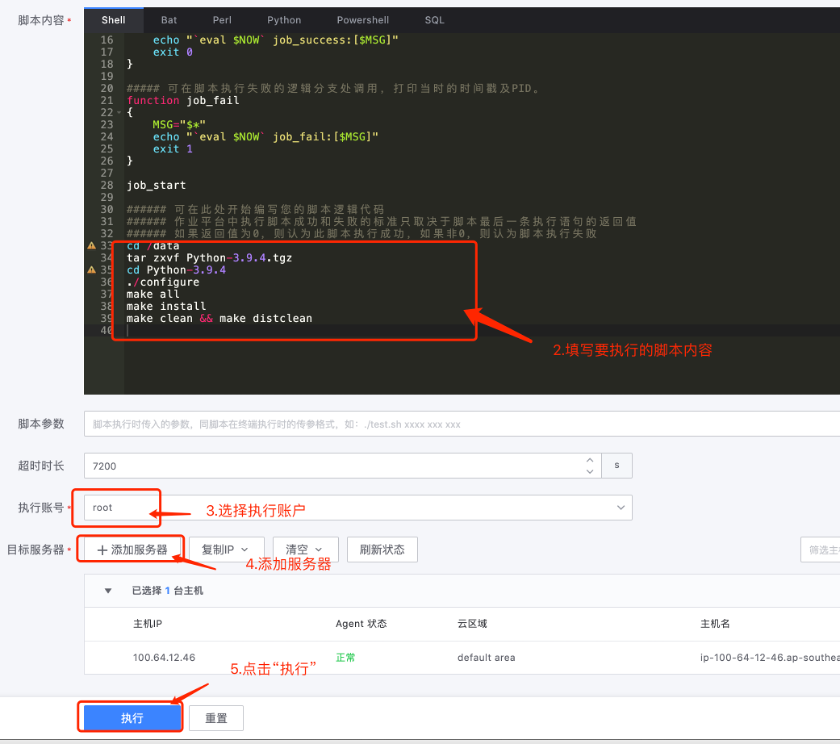 脚本内容 *
Shell Bat Perl Python Powershell SQL
16 echo "`eval $NOW` job_success:[$MSG]"
17 exit 0
18 }
19
20 ##### 可在脚本执行失败的逻辑分支处调用，打印当时的时间戳及PID。
21 function job_fail
22 {
23 MSG="$*"
24 echo "`eval $NOW` job_fail:[$MSG]"
25 exit 1
26 }
27
28 job_start
29
30 ###### 可在此处开始编写您的脚本逻辑代码
31 ###### 作业平台中执行脚本成功和失败的标准只取决于脚本最后一条执行语句的返回值
32 ###### 如果返回值为0，则认为此脚本执行成功，如果非0，则认为脚本执行失败
33 cd /data
34 tar zxvf Python-3.9.4.tgz
35 cd Python-3.9.4
36 ./configure
37 make all
38 make install
39 make clean && make distclean
40
2.填写要执行的脚本内容
脚本参数 脚本执行时传入的参数，同脚本在终端执行时的传参格式，如：./test.sh xxxx xxx xxx
超时时长 7200 s
执行账号 * root
3.选择执行账户
目标服务器 * + 添加服务器 复制IP 清空 刷新状态 筛选主
4.添加服务器
已选择 1 台主机
主机IP Agent 状态 云区域 主机名
100.64.12.46 正常 default area ip-100-64-12-46.ap-southea
5.点击“执行”
执行 重置